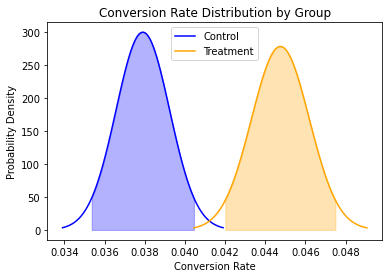 Conversion Rate Distribution by Group
Control
Treatment
Probability Density
300
250
200
150
100
50
0
0.034 0.036 0.038 0.040 0.042 0.044 0.046 0.048
Conversion Rate